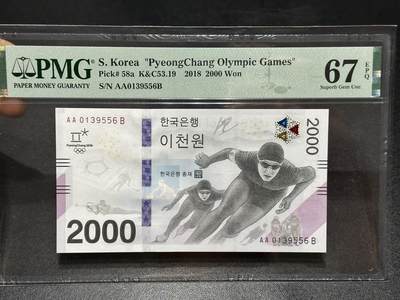 PMG
PAPER MONEY GUARANTY
S. Korea "PyeongChang Olympic Games"
Pick# 58a K&C53.19 2018 2000 Won
S/N AA0139556B
67 EPQ
Superb Gem Unc
AA 0139556 B
PyeongChang 2018
한국은행
이천원
한국은행 총재
2000
2000
AA 0139556 B